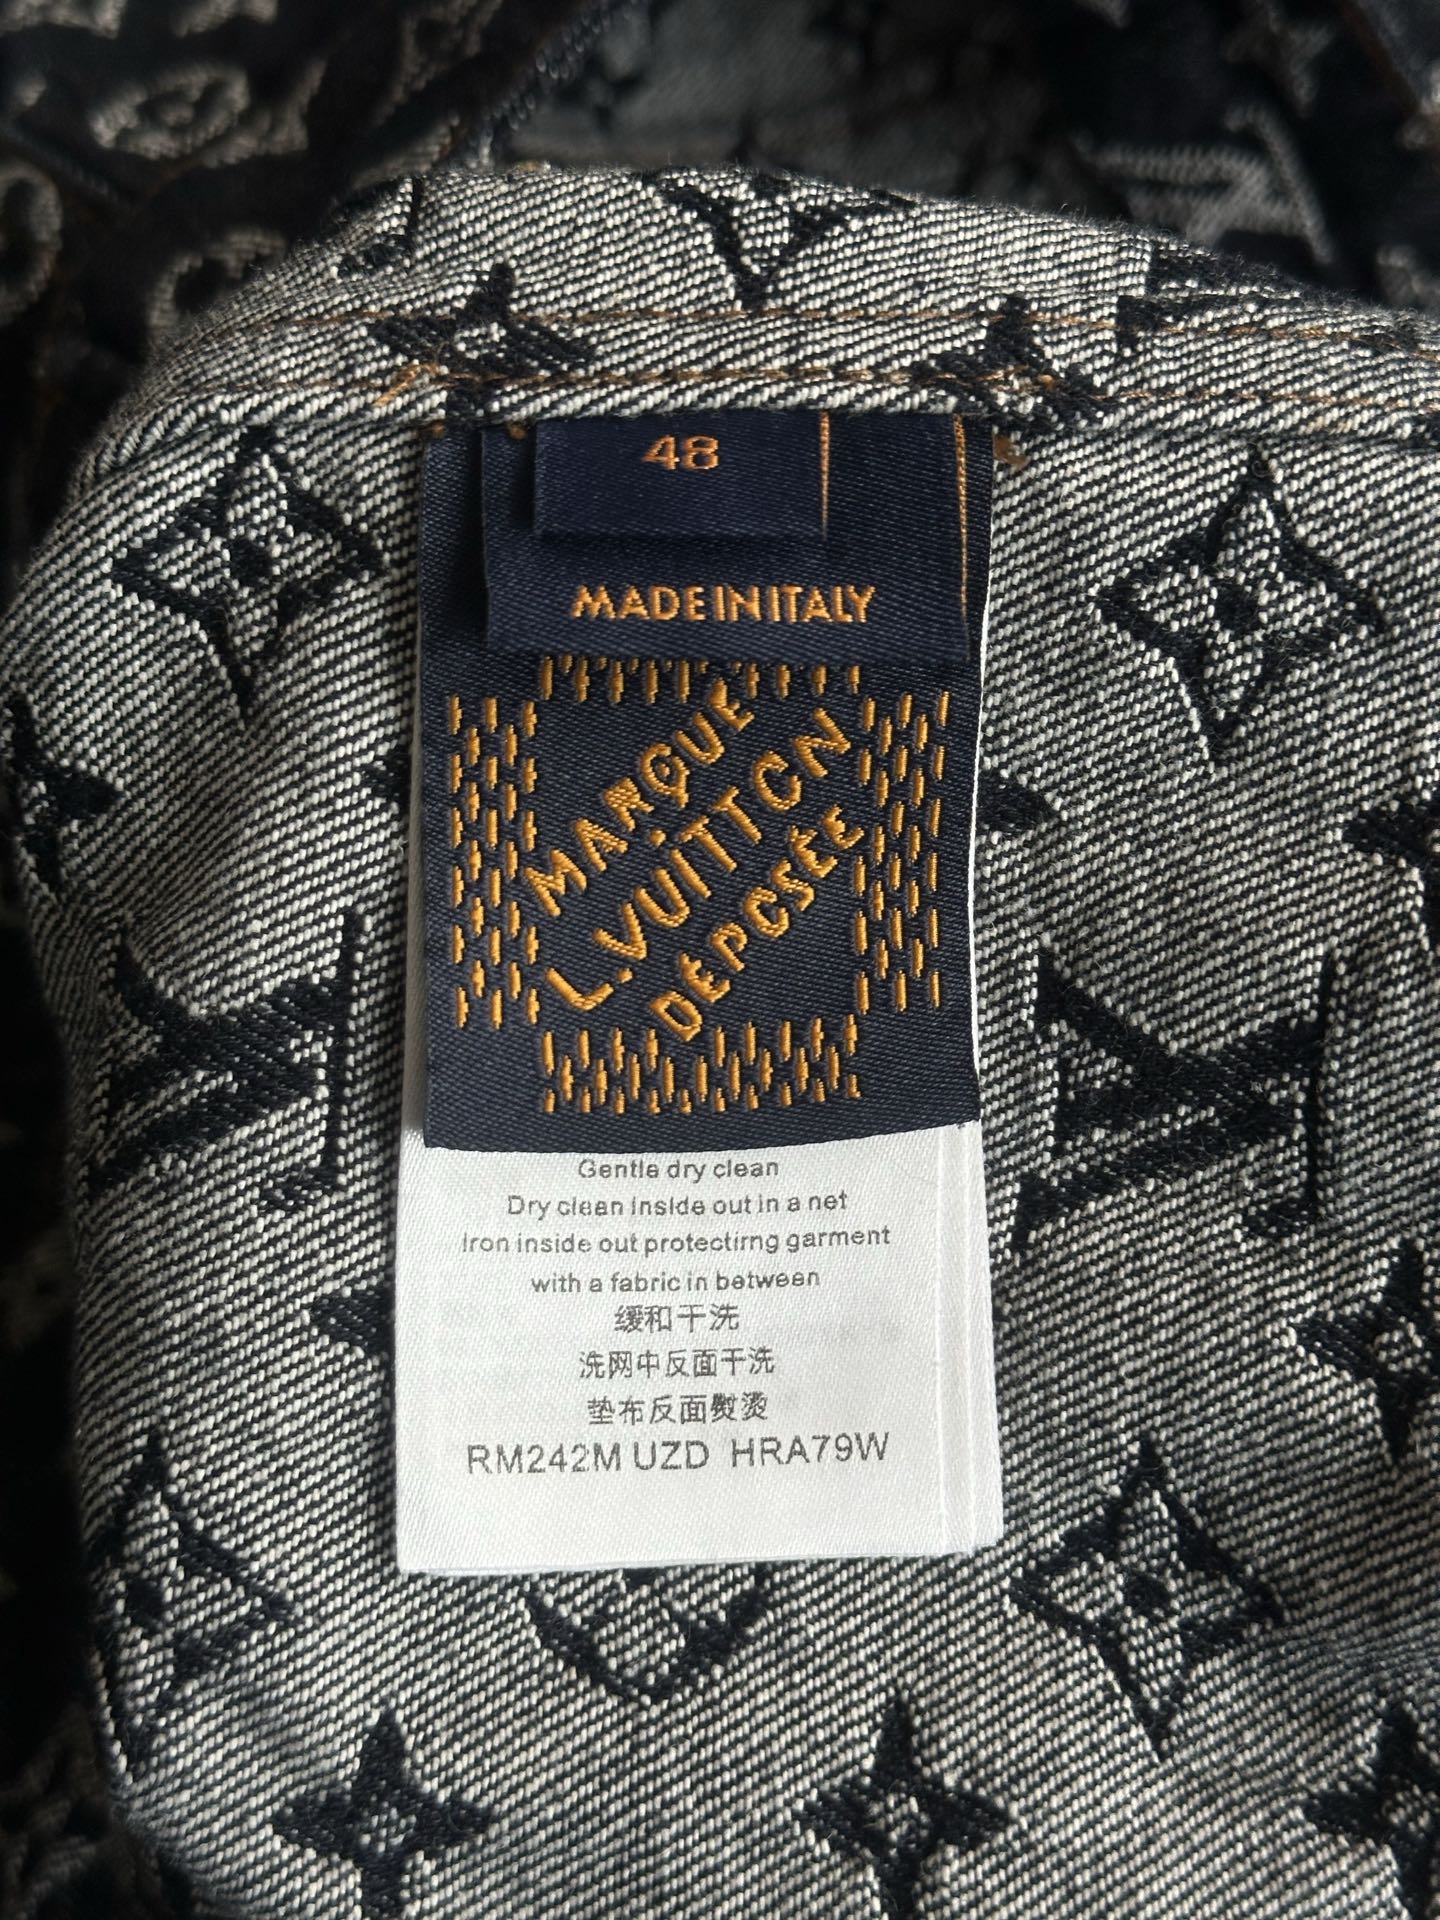 48
MADE IN ITALY
MARQUE
L.VUITTON
DEPOSÉE
Gentle dry clean
Dry clean inside out in a net
Iron inside out protectirng garment
with a fabric in between
缓和干洗
洗网中反面干洗
垫布反面熨烫
RM242M UZD HRA79W